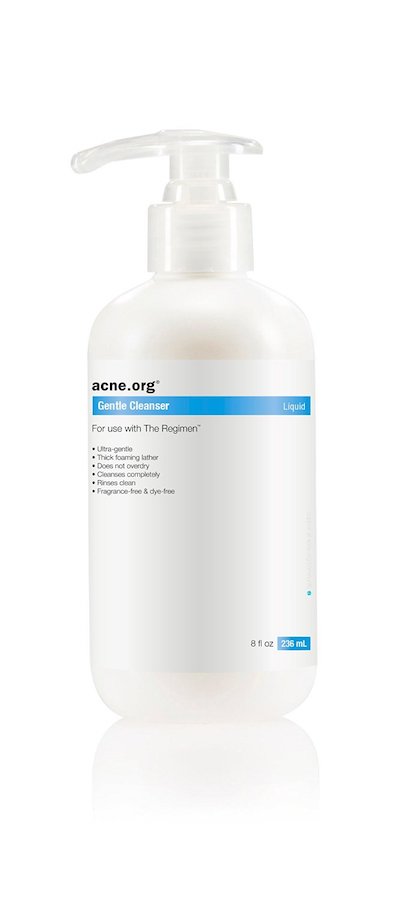 acne.org®
Gentle Cleanser Liquid
For use with The Regimen™
• Ultra-gentle
• Thick foaming lather
• Does not overdry
• Cleanses completely
• Rinses clean
• Fragrance-free & dye-free
8 fl oz 236 mL